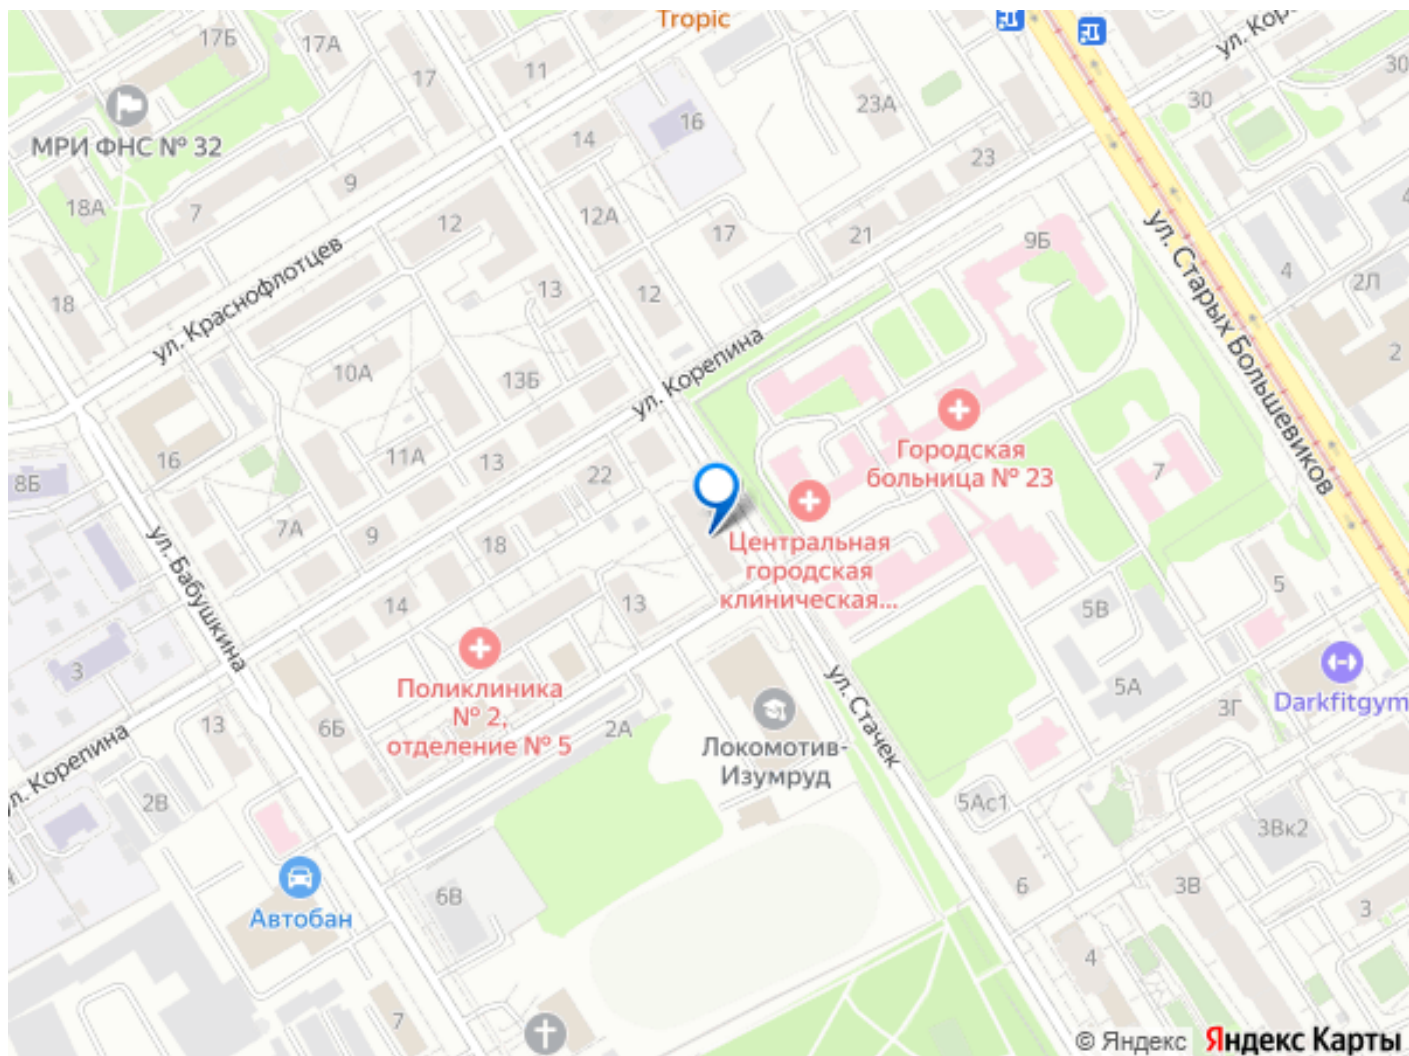 Tropic
17Б
17А
17
11
23А
ул. Кор
30
30
МРИ ФНС № 32
14
16
23
9
18А
7
12
12А
17
21
9Б
4
4
2Л
ул. Старых Большевиков
18
ул. Краснофлотцев
13
12
2
10А
13Б
ул. Корепина
Городская
больница № 23
16
11А
13
22
7
8Б
7А
9
18
Центральная
городская
клиническая...
ул. Бабушкина
14
13
5В
5
3
Поликлиника
№ 2,
отделение № 5
5А
3Г
Darkfitgym
13
6Б
2А
Локомотив-
Изумруд
ул. Стачек
ул. Корепина
2В
5Ас1
3Вк2
6В
6
3В
3
Автобан
4
7
© Яндекс Яндекс Карты